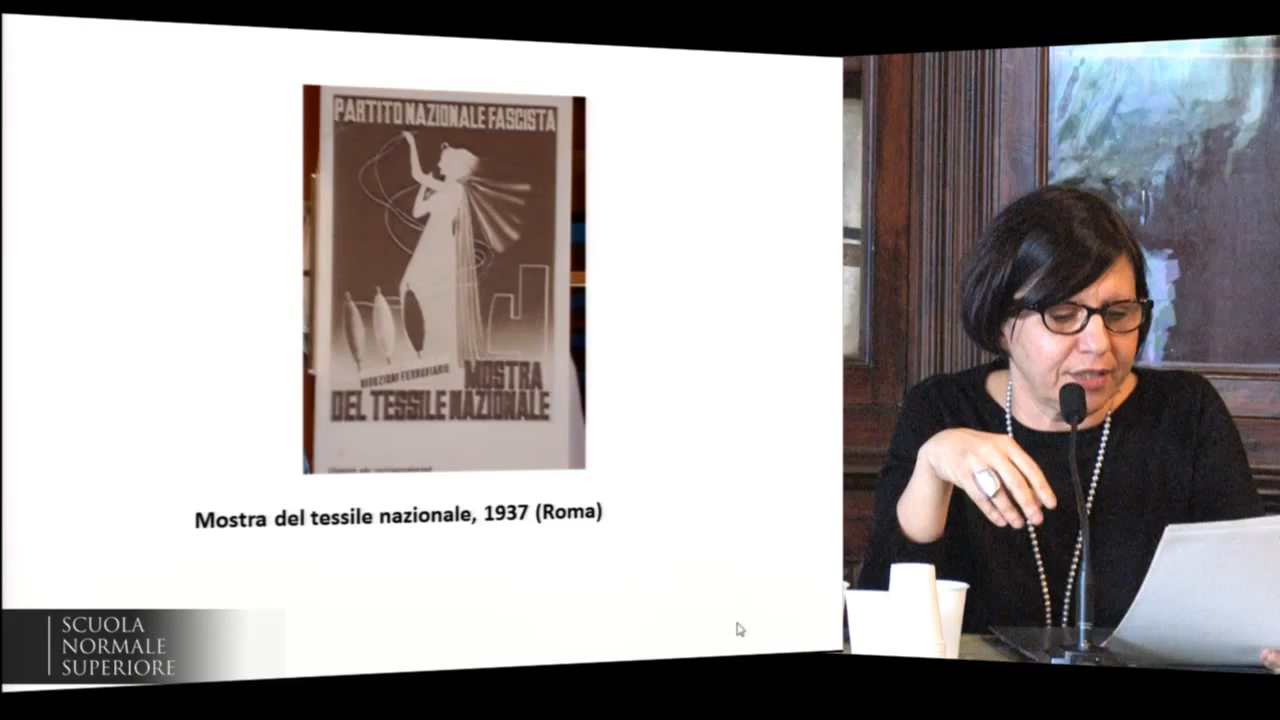 PARTITO NAZIONALE FASCISTA
RIDUZIONI FERROVIARIE
MOSTRA
DEL TESSILE NAZIONALE
Mostra del tessile nazionale, 1937 (Roma)
SCUOLA
NORMALE
SUPERIORE